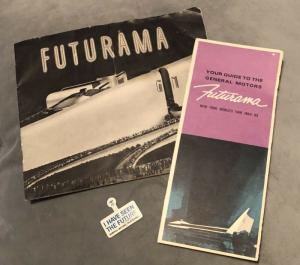 FUTURAMA
YOUR GUIDE TO THE
GENERAL MOTORS
Futurama
NEW YORK WORLD'S FAIR 1964-65
I HAVE SEEN
THE FUTURE